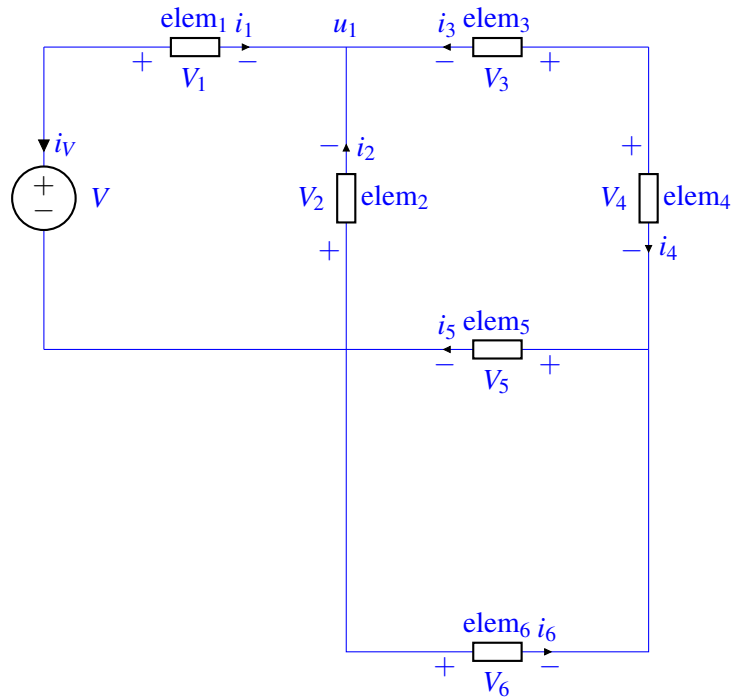 elem₁ i₁ u₁ i₃ elem₃
+ − − +
V₁ V₃
i_V − i₂ +
+
− V V₂ elem₂ V₄ elem₄
+ − i₄
i₅ elem₅
− +
V₅
elem₆ i₆
+ −
V₆